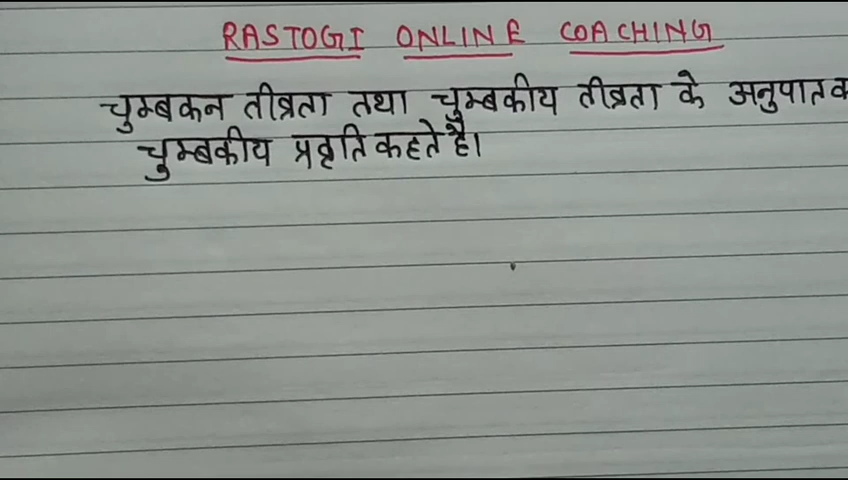 RASTOGI ONLINE COACHING
चुम्बकन तीव्रता तथा चुम्बकीय तीव्रता के अनुपात क
चुम्बकीय प्रवृति कहते है।